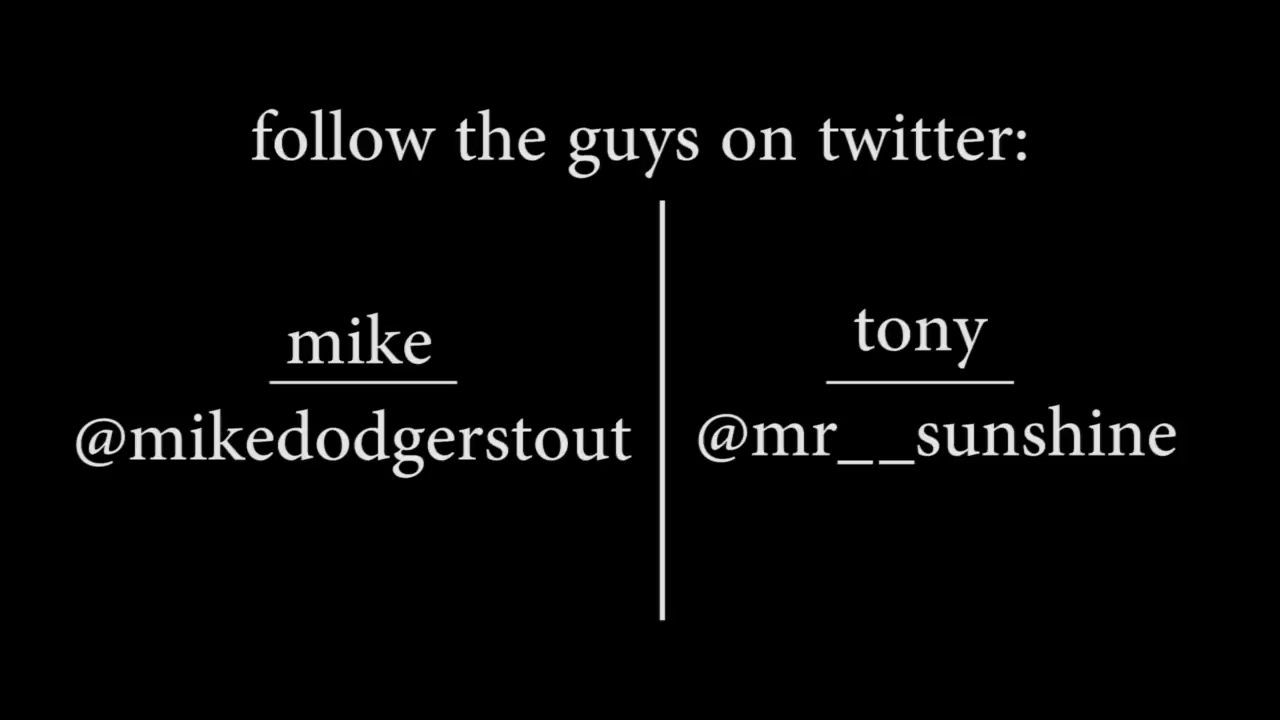 follow the guys on twitter:
mike
@mikedodgerstout
tony
@mr__sunshine